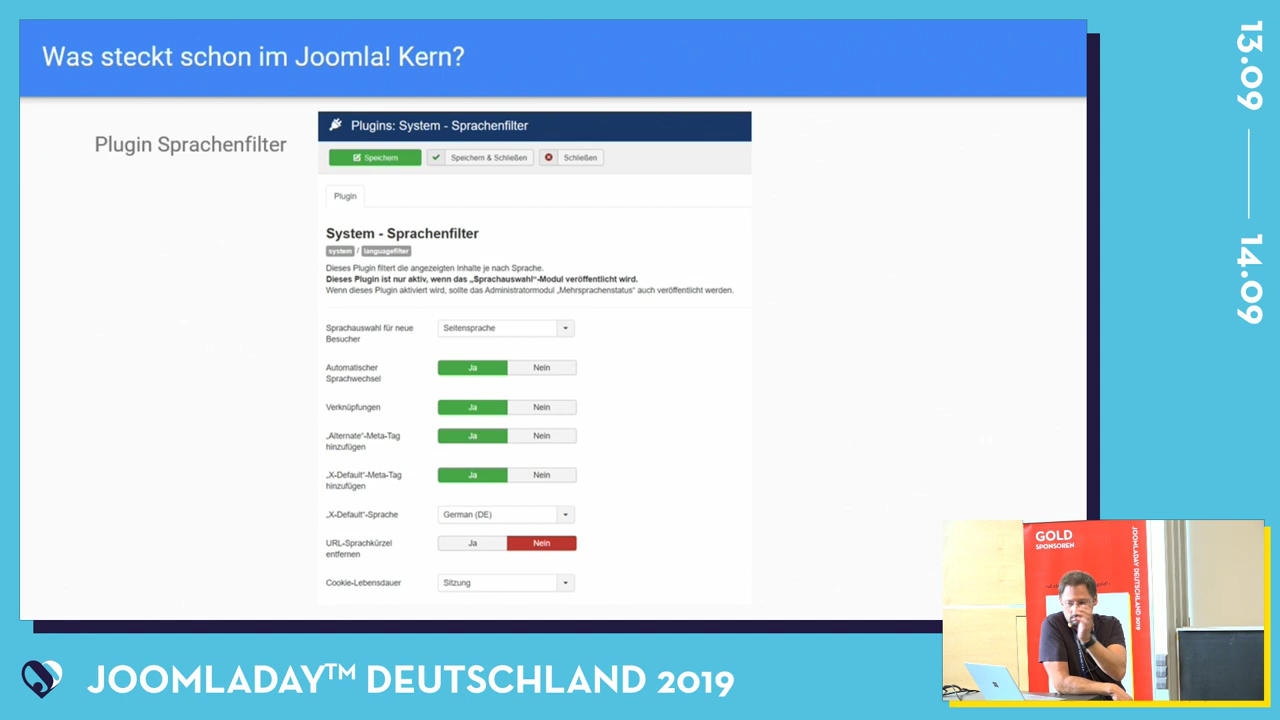 Was steckt schon im Joomla! Kern?
Plugin Sprachenfilter
Plugins: System - Sprachenfilter
Speichern
Speichern & Schließen
Schließen
Plugin
System - Sprachenfilter
system / languagefilter
Dieses Plugin filtert die angezeigten Inhalte je nach Sprache.
Dieses Plugin ist nur aktiv, wenn das „Sprachauswahl“-Modul veröffentlicht wird.
Wenn dieses Plugin aktiviert wird, sollte das Administratormodul „Mehrsprachenstatus“ auch veröffentlicht werden.
Sprachauswahl für neue
Besucher
Seitensprache
Automatischer
Sprachwechsel
Ja Nein
Verknüpfungen
Ja Nein
„Alternate“-Meta-Tag
hinzufügen
Ja Nein
„X-Default“-Meta-Tag
hinzufügen
Ja Nein
„X-Default“-Sprache
German (DE)
URL-Sprachkürzel
entfernen
Ja Nein
Cookie-Lebensdauer
Sitzung
13.09
14.09
GOLD
SPONSOREN
JOOMLADAY DEUTSCHLAND 2019
JOOMLADAY™ DEUTSCHLAND 2019